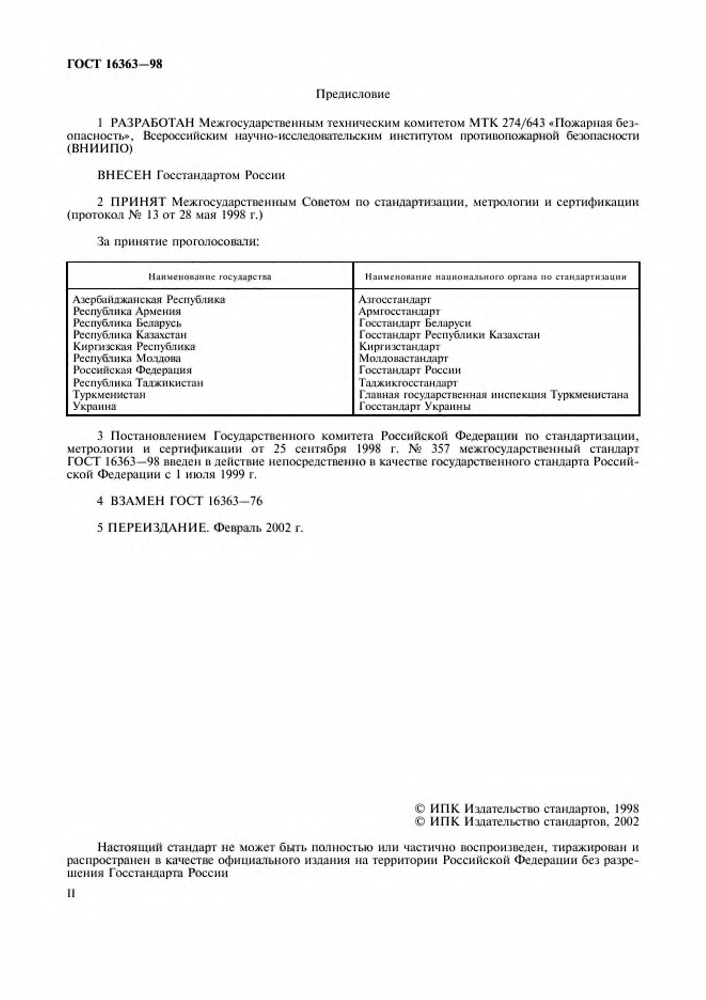 ГОСТ 16363—98
Предисловие
1 РАЗРАБОТАН Межгосударственным техническим комитетом МТК 274/643 «Пожарная без-
опасность», Всероссийским научно-исследовательским институтом противопожарной безопасности
(ВНИИПО)
ВНЕСЕН Госстандартом России
2 ПРИНЯТ Межгосударственным Советом по стандартизации, метрологии и сертификации
(протокол № 13 от 28 мая 1998 г.)
За принятие проголосовали:
Наименование государства Наименование национального органа по стандартизации
Азербайджанская Республика Азгосстандарт
Республика Армения Армгосстандарт
Республика Беларусь Госстандарт Беларуси
Республика Казахстан Госстандарт Республики Казахстан
Киргизская Республика Киргизстандарт
Республика Молдова Молдовастандарт
Российская Федерация Госстандарт России
Республика Таджикистан Таджикгосстандарт
Туркменистан Главная государственная инспекция Туркменистана
Украина Госстандарт Украины
3 Постановлением Государственного комитета Российской Федерации по стандартизации,
метрологии и сертификации от 25 сентября 1998 г. № 357 межгосударственный стандарт
ГОСТ 16363—98 введен в действие непосредственно в качестве государственного стандарта Россий-
ской Федерации с 1 июля 1999 г.
4 ВЗАМЕН ГОСТ 16363—76
5 ПЕРЕИЗДАНИЕ. Февраль 2002 г.
© ИПК Издательство стандартов, 1998
© ИПК Издательство стандартов, 2002
Настоящий стандарт не может быть полностью или частично воспроизведен, тиражирован и
распространен в качестве официального издания на территории Российской Федерации без разре-
шения Госстандарта России
II